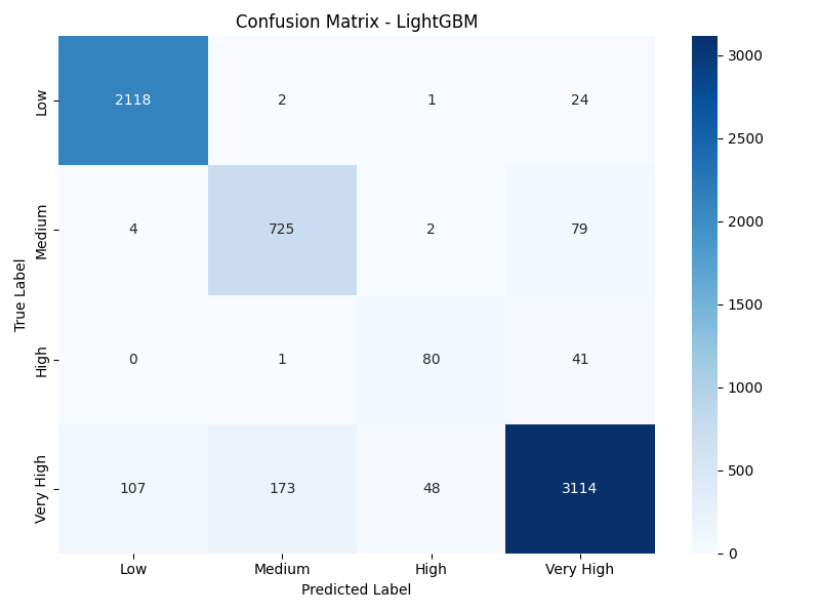 Confusion Matrix - LightGBM
True Label
Low
2118 2 1 24
Medium
4 725 2 79
High
0 1 80 41
Very High
107 173 48 3114
Low Medium High Very High
Predicted Label
3000
2500
2000
1500
1000
500
0